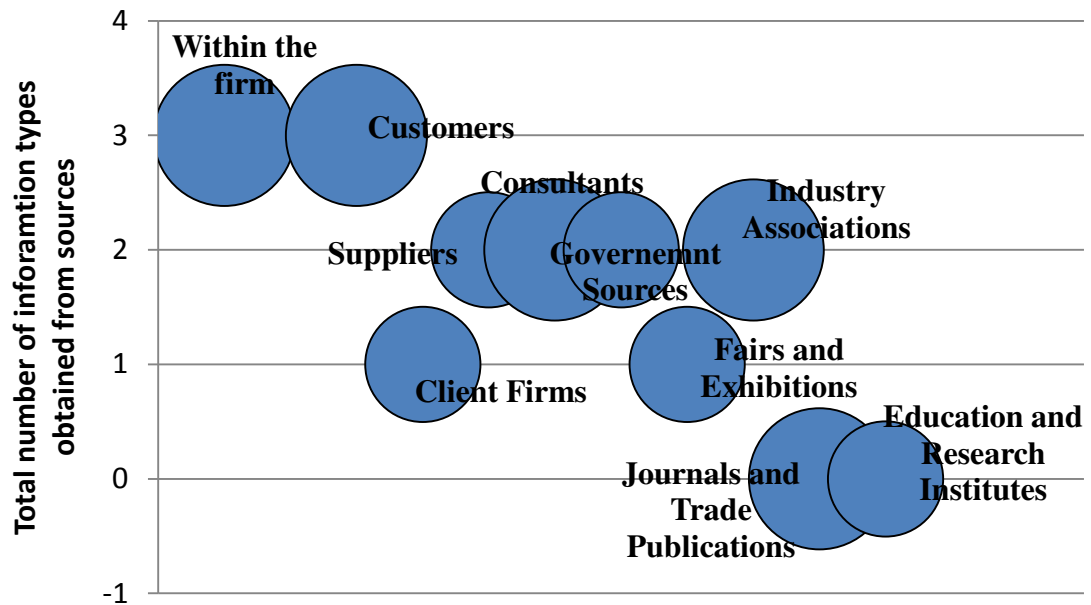 Total number of inforamtion types
obtained from sources
4
3
2
1
0
-1
Within the
firm
Customers
Consultants
Suppliers
Governemnt
Sources
Industry
Associations
Client Firms
Fairs and
Exhibitions
Journals and
Trade
Publications
Education and
Research
Institutes